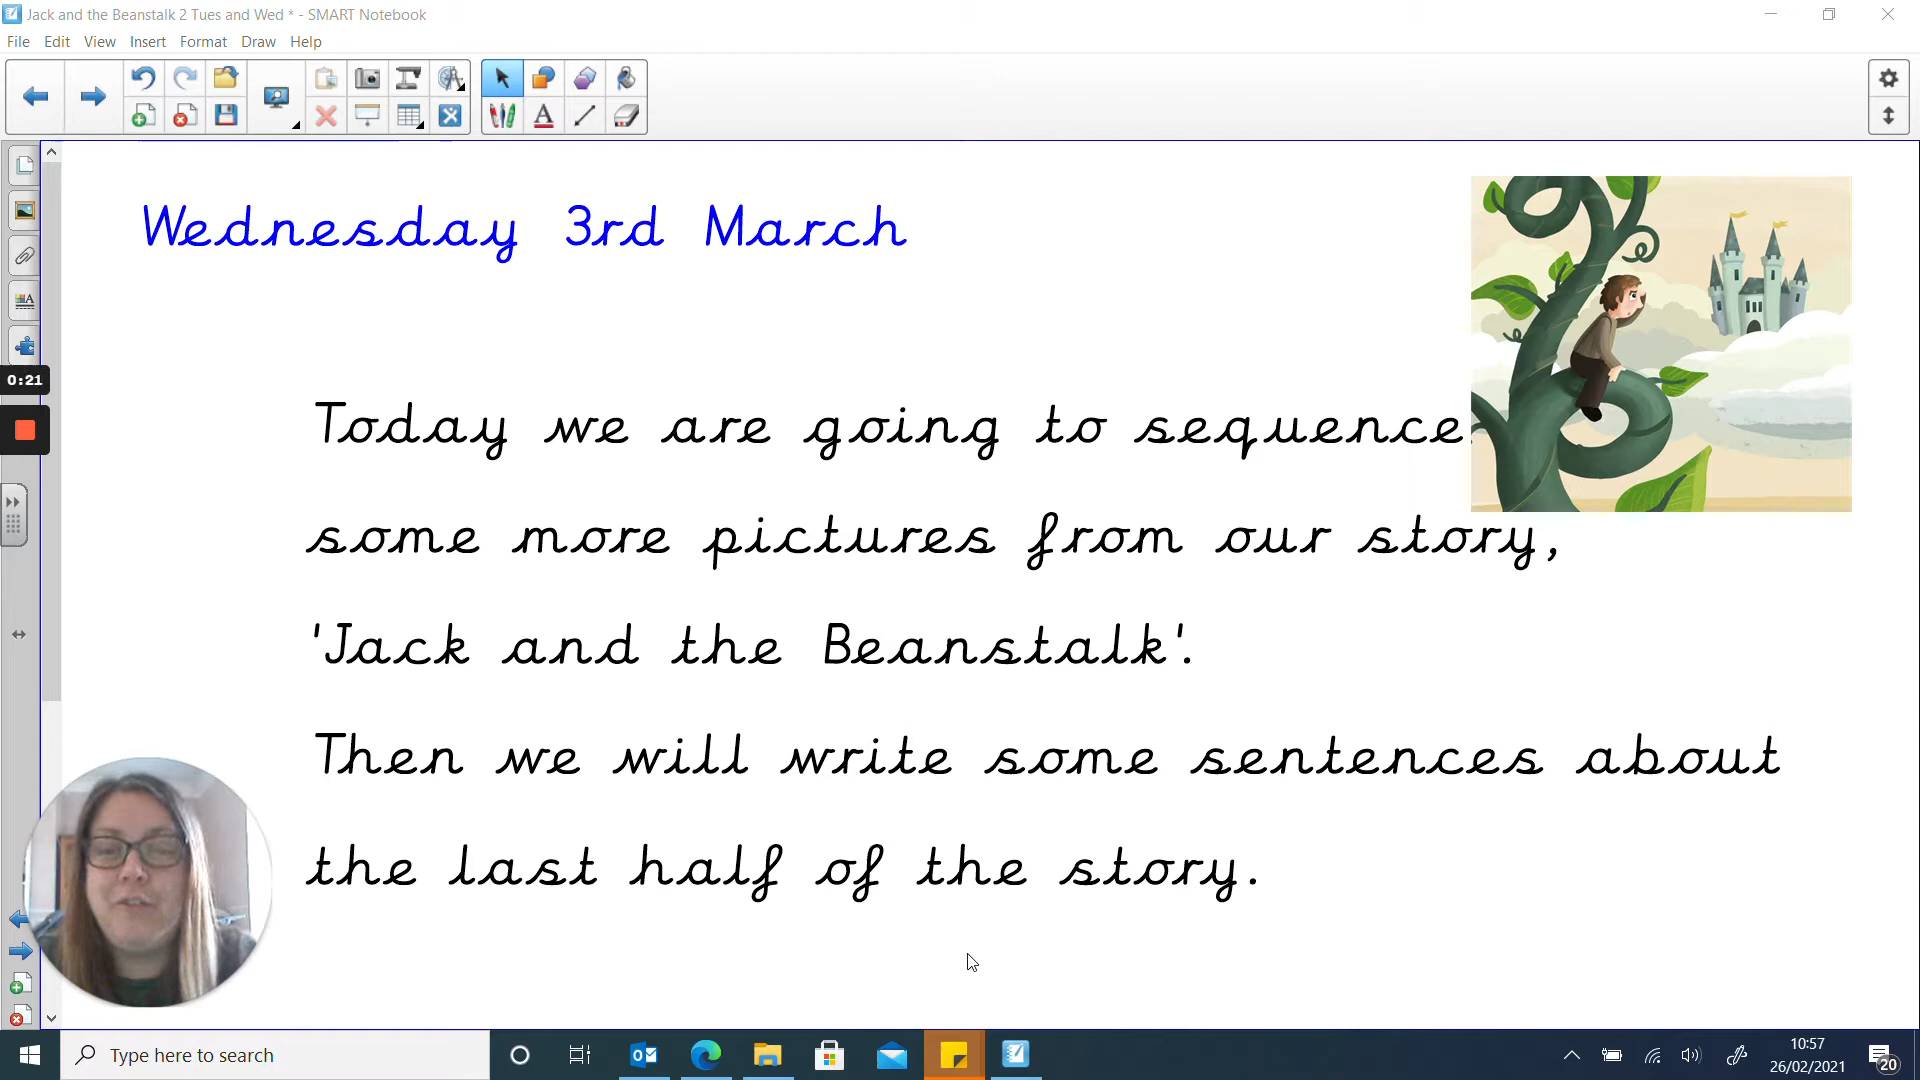 Jack and the Beanstalk 2 Tues and Wed * - SMART Notebook
File Edit View Insert Format Draw Help
Wednesday 3rd March
0:21
Today we are going to sequence
some more pictures from our story,
'Jack and the Beanstalk'.
Then we will write some sentences about
the last half of the story.
Type here to search
10:57
26/02/2021
20